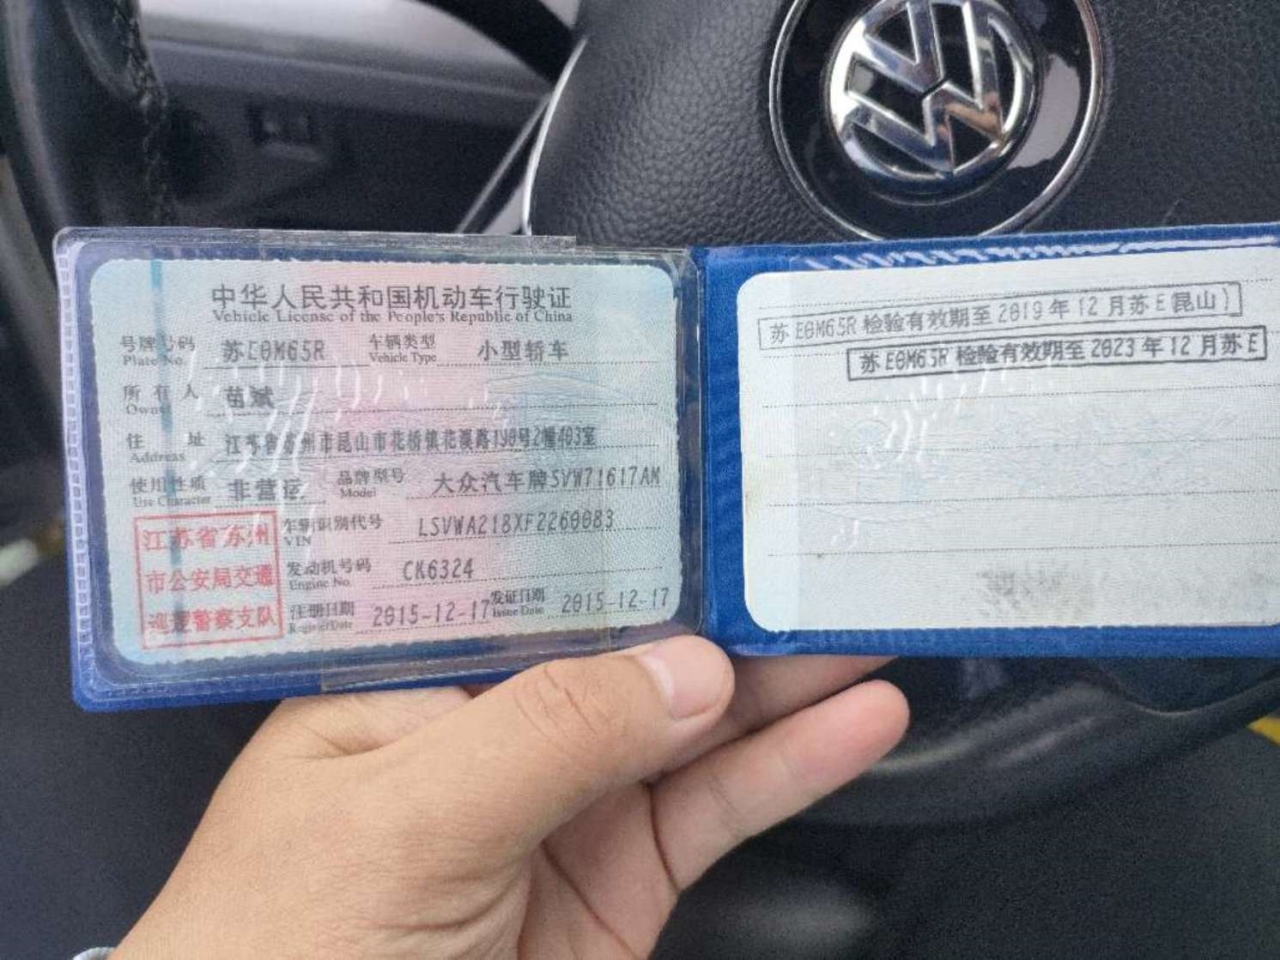 中华人民共和国机动车行驶证
Vehicle License of the People's Republic of China
号牌号码 苏E0M65R 车辆类型 小型轿车
Plate No. Vehicle Type
所有人 苗斌
Owner
住址 江苏省苏州市昆山市花桥镇花溪路198号2幢403室
Address
使用性质 非营运 品牌型号 大众汽车牌SVW71617AM
Use Character Model
车辆识别代号 LSVWA218XF2260083
VIN
发动机号码 CK6324
Engine No.
注册日期 2015-12-17 发证日期 2015-12-17
Register Date Issue Date
江苏省苏州
市公安局交通
巡逻警察支队
苏E0M65R检验有效期至2019年12月苏E(昆山)
苏E0M65R检验有效期至2023年12月苏E